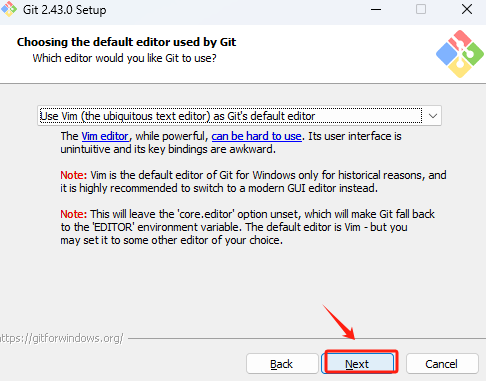 Git 2.43.0 Setup
Choosing the default editor used by Git
Which editor would you like Git to use?
Use Vim (the ubiquitous text editor) as Git's default editor
The Vim editor, while powerful, can be hard to use. Its user interface is
unintuitive and its key bindings are awkward.
Note: Vim is the default editor of Git for Windows only for historical reasons, and
it is highly recommended to switch to a modern GUI editor instead.
Note: This will leave the 'core.editor' option unset, which will make Git fall back
to the 'EDITOR' environment variable. The default editor is Vim - but you
may set it to some other editor of your choice.
ttps://gitforwindows.org/
Back
Next
Cancel